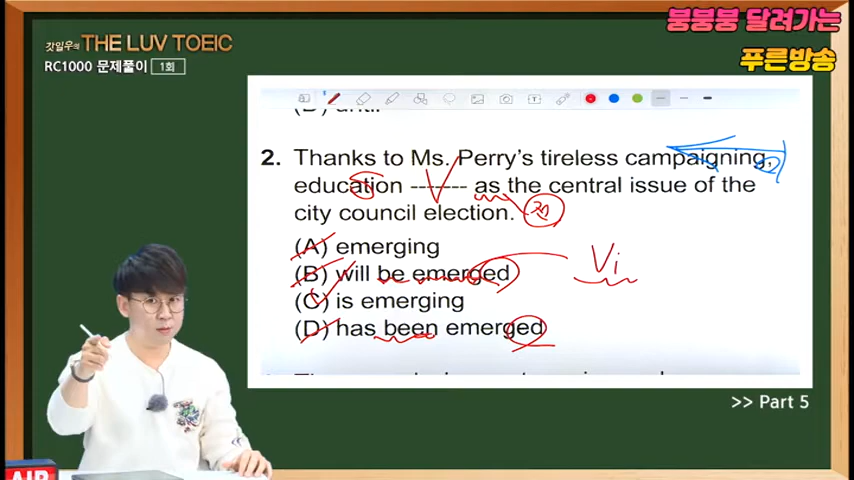 붕붕붕 달려가는
푸른방송
갓일우의 THE LUV TOEIC
RC1000 문제풀이 1회
2. Thanks to Ms. Perry's tireless campaigning,
education ------- as the central issue of the
city council election.
(A) emerging
(B) will be emerged
(C) is emerging
(D) has been emerged
V
Vi
전
>> Part 5
AIR